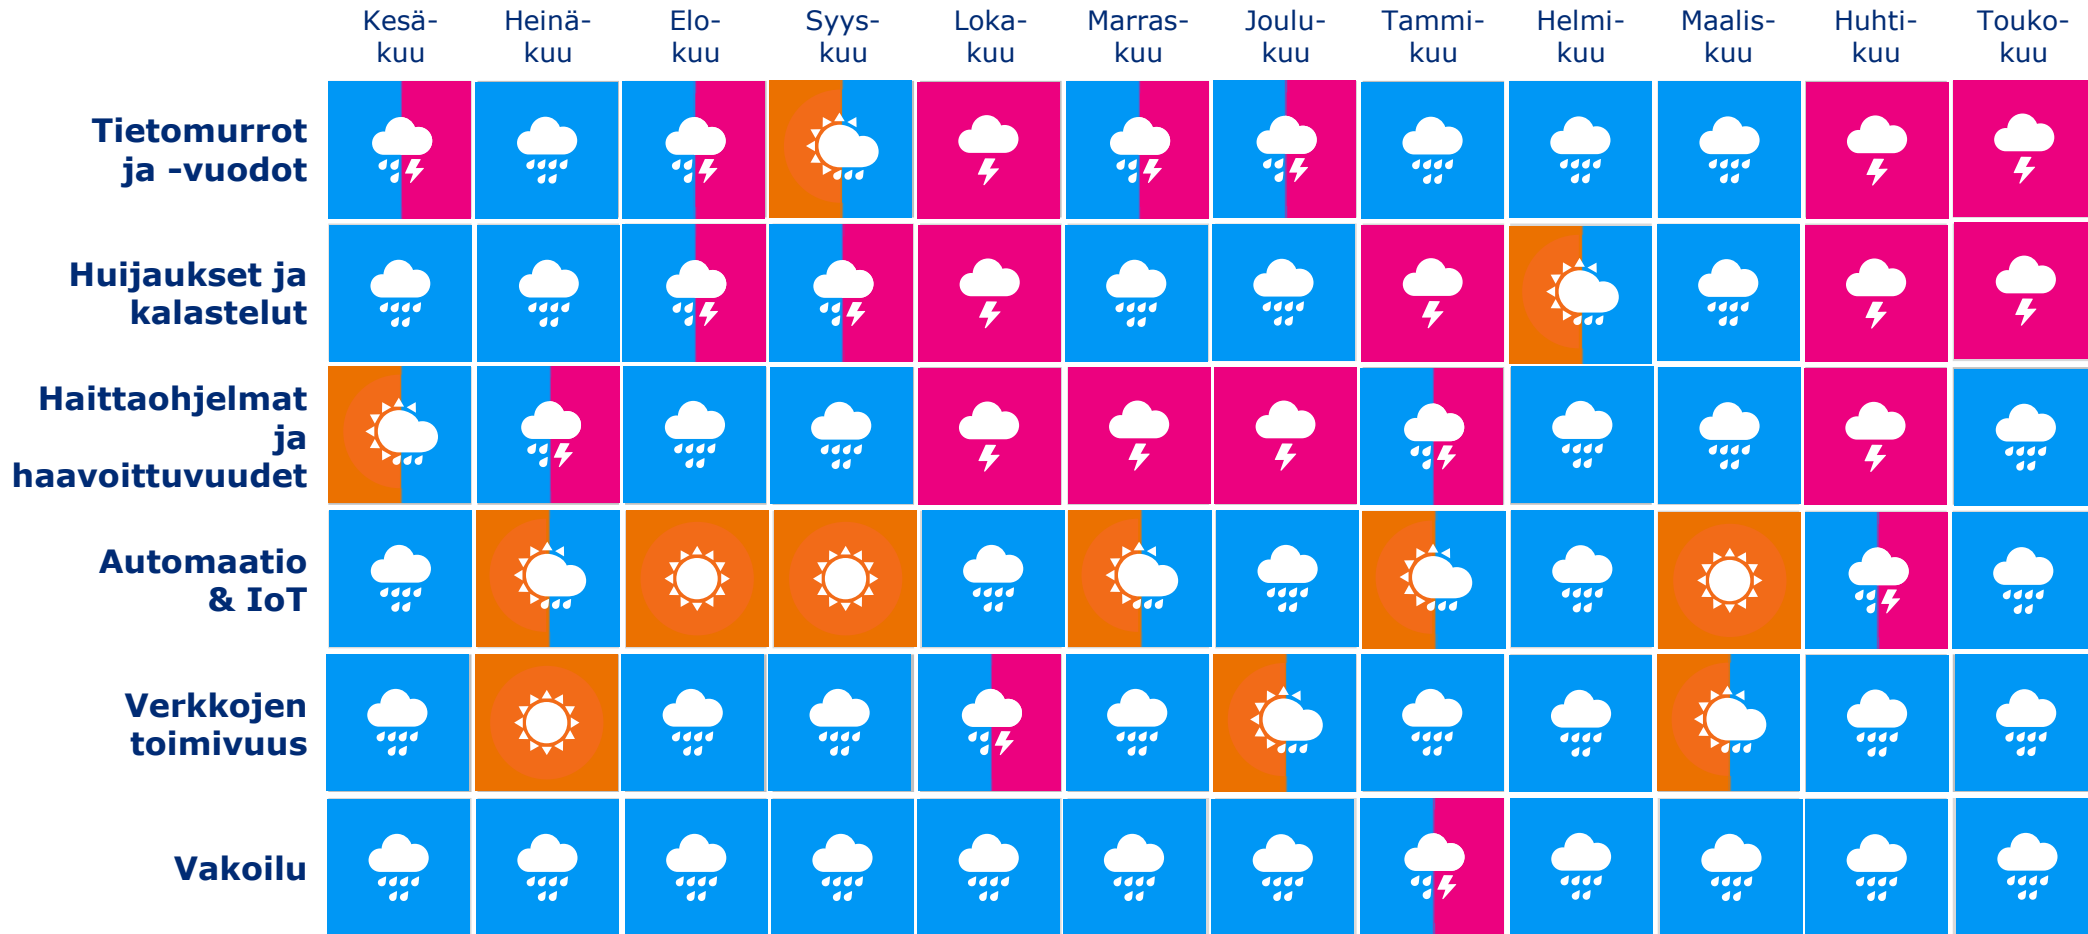 Kesä-
kuu
Heinä-
kuu
Elo-
kuu
Syys-
kuu
Loka-
kuu
Marras-
kuu
Joulu-
kuu
Tammi-
kuu
Helmi-
kuu
Maalis-
kuu
Huhti-
kuu
Touko-
kuu
Tietomurrot
ja -vuodot
Huijaukset ja
kalastelut
Haittaohjelmat
ja
haavoittuvuudet
Automaatio
& IoT
Verkkojen
toimivuus
Vakoilu